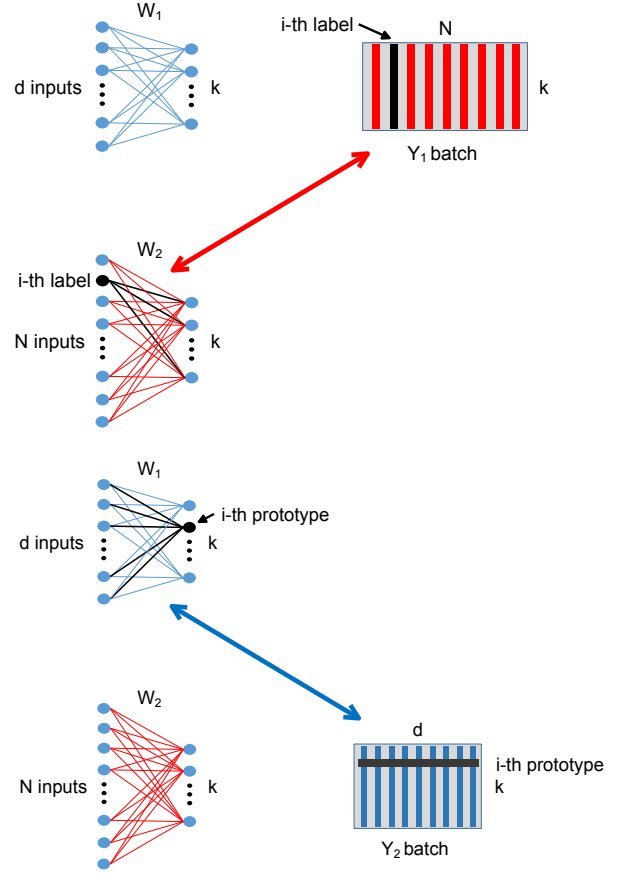 W₁
i-th label
N
d inputs
k
k
Y₁ batch
W₂
i-th label
N inputs
k
W₁
i-th prototype
d inputs
k
W₂
d
i-th prototype
N inputs
k
k
Y₂ batch